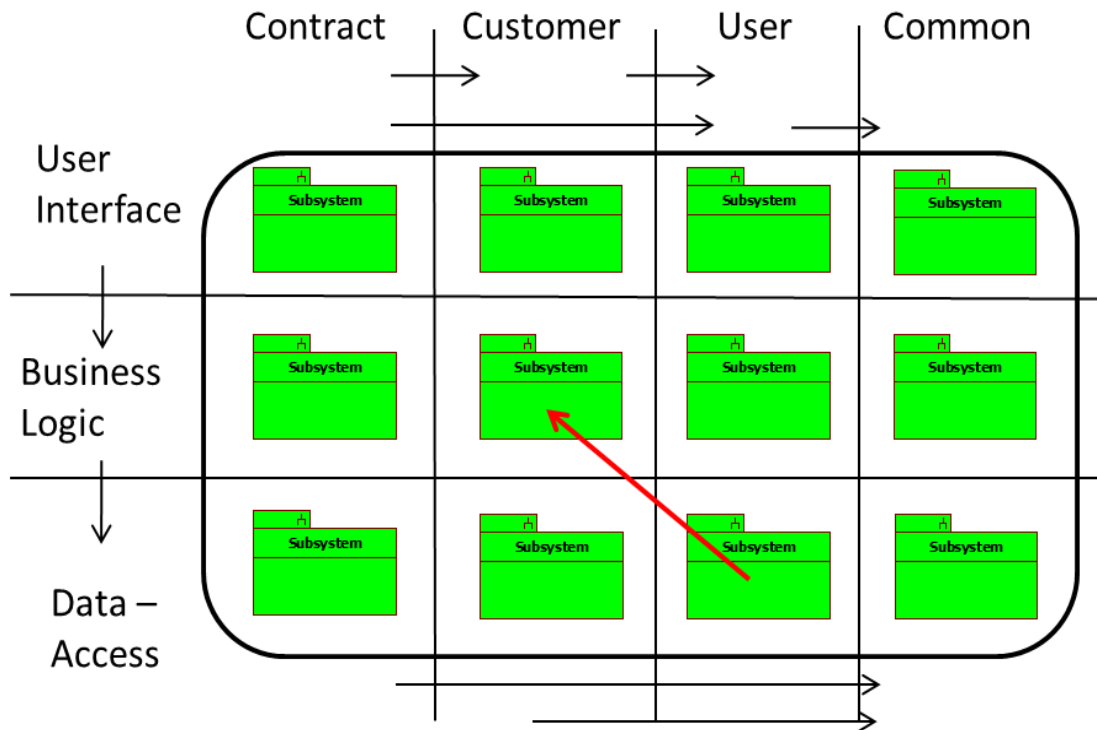 Contract Customer User Common
User
Interface
Subsystem Subsystem Subsystem Subsystem
Business
Logic
Subsystem Subsystem Subsystem Subsystem
Data –
Access
Subsystem Subsystem Subsystem Subsystem